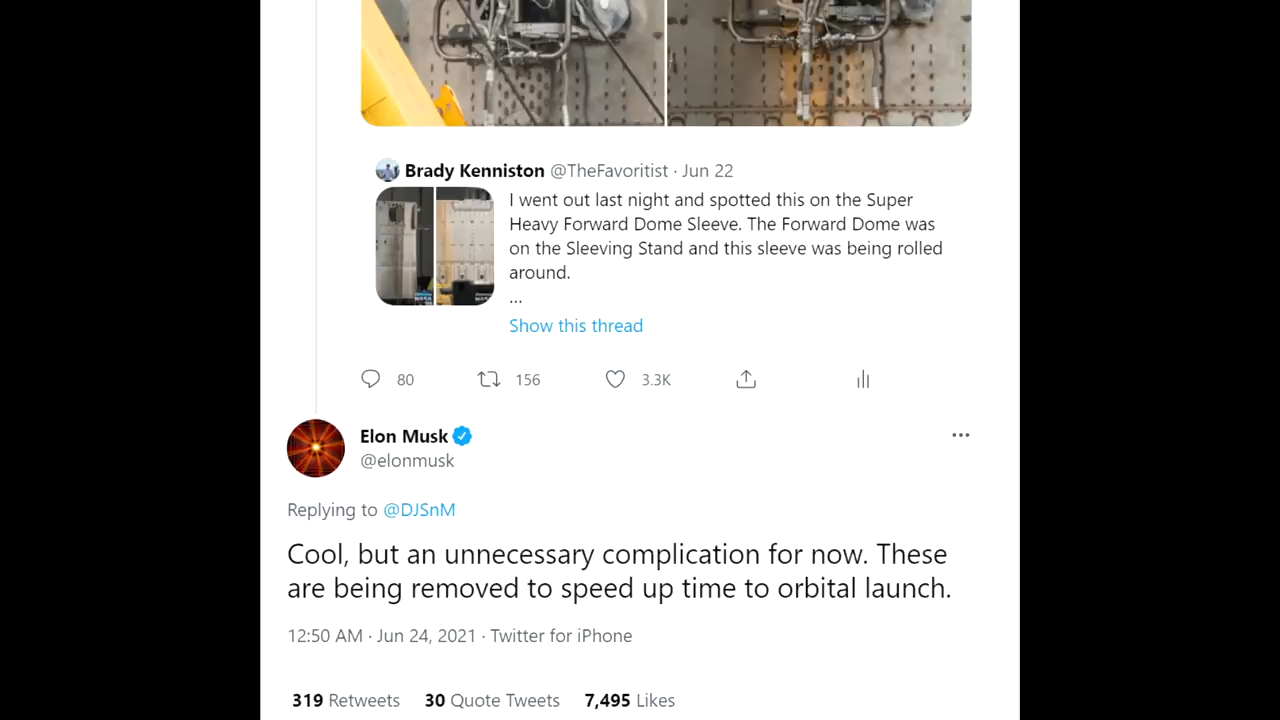 Brady Kenniston @TheFavoritist · Jun 22
I went out last night and spotted this on the Super
Heavy Forward Dome Sleeve. The Forward Dome was
on the Sleeving Stand and this sleeve was being rolled
around.
...
Show this thread
80 156 3.3K
Elon Musk
@elonmusk
Replying to @DJSnM
Cool, but an unnecessary complication for now. These
are being removed to speed up time to orbital launch.
12:50 AM · Jun 24, 2021 · Twitter for iPhone
319 Retweets 30 Quote Tweets 7,495 Likes